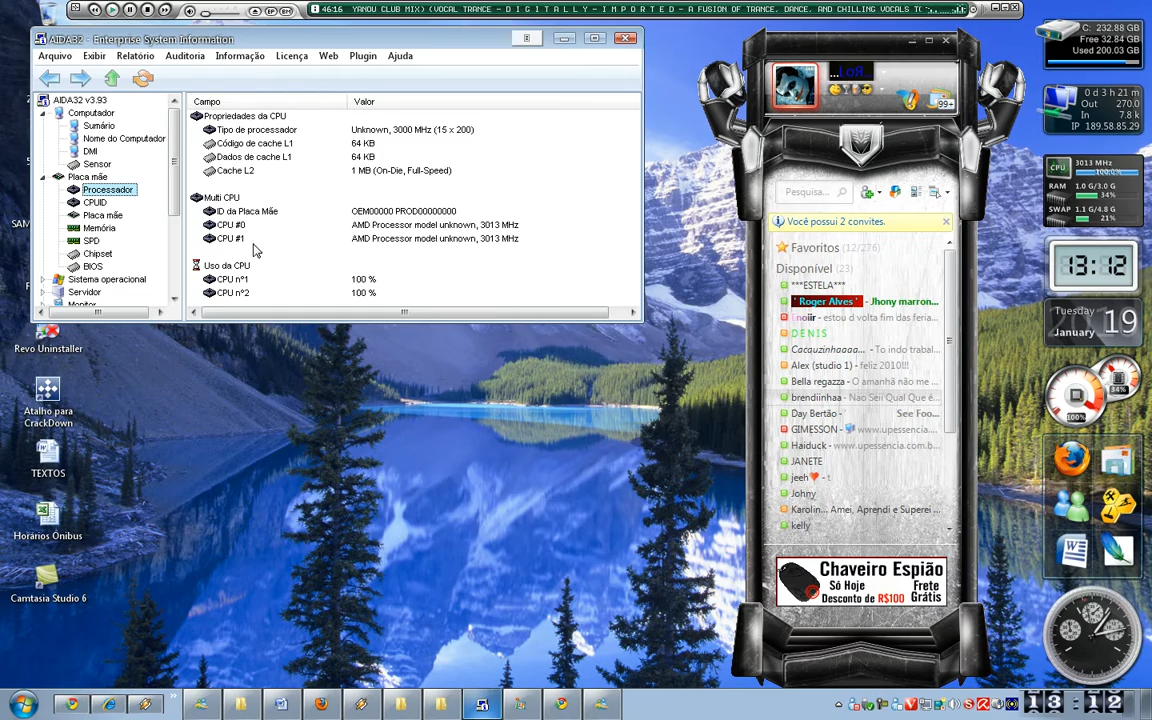 46:16 YANOU CLUB MIX) (VOCAL TRANCE - D - I - G - I - T - A - L - L - Y - - I - M - P - O - R - T - E - D - A FUSION OF TRANCE, DANCE, AND CHILLING VOCALS
EQ
AIDA32 - Enterprise System Information
Arquivo Exibir Relatório Auditoria Informação Licença Web Plugin Ajuda
AIDA32 v3.93
Computador
Sumário
Nome do Computador
DMI
Sensor
Placa mãe
Processador
CPUID
Placa mãe
Memória
SPD
Chipset
BIOS
Sistema operacional
Servidor
Monitor
Campo Valor
Propriedades da CPU
Tipo de processador Unknown, 3000 MHz (15 x 200)
Código de cache L1 64 KB
Dados de cache L1 64 KB
Cache L2 1 MB (On-Die, Full-Speed)
Multi CPU
ID da Placa Mãe OEM00000 PROD00000000
CPU #0 AMD Processor model unknown, 3013 MHz
CPU #1 AMD Processor model unknown, 3013 MHz
Uso da CPU
CPU nº1 100 %
CPU nº2 100 %
Revo Uninstaller
Atalho para
CrackDown
TEXTOS
Horários Ônibus
Camtasia Studio 6
...LoR...
99+
Pesquisa...
Você possui 2 convites.
Favoritos (12/276)
Disponível (23)
***ESTELA***
' Roger Alves ' - Jhony marron...
Enoiir - estou d volta fim das feria...
D E N I S
Cacauzinhaaaa... - To indo trabal...
Alex (studio 1) - feliz 2010!!!
Bella regazza - O amanhã não me ...
brendiinhaa - Nao Sei Qual Que é...
Day Bertão - See Foo...
GIMESSON - www.upessencia....
Haiduck - www.upessencia.com.b...
JANETE
jeeh - t
Johny
Karolin... Amei, Aprendi e Superei ...
kelly
Chaveiro Espião
Só Hoje
Desconto de R$100
Frete
Grátis
C: 232.88 GB
Free 32.84 GB
Used 200.03 GB
0 d 3 h 21 m
Out 270.0
In 7.8 k
IP 189.58.85.29
CPU 3013 MHz
100.0%
RAM 1.0 G/3.0 G
34%
SWAP 1.1 G/4.8 G
21%
13:12
Tuesday
January 19
34%
100%
13 : 12